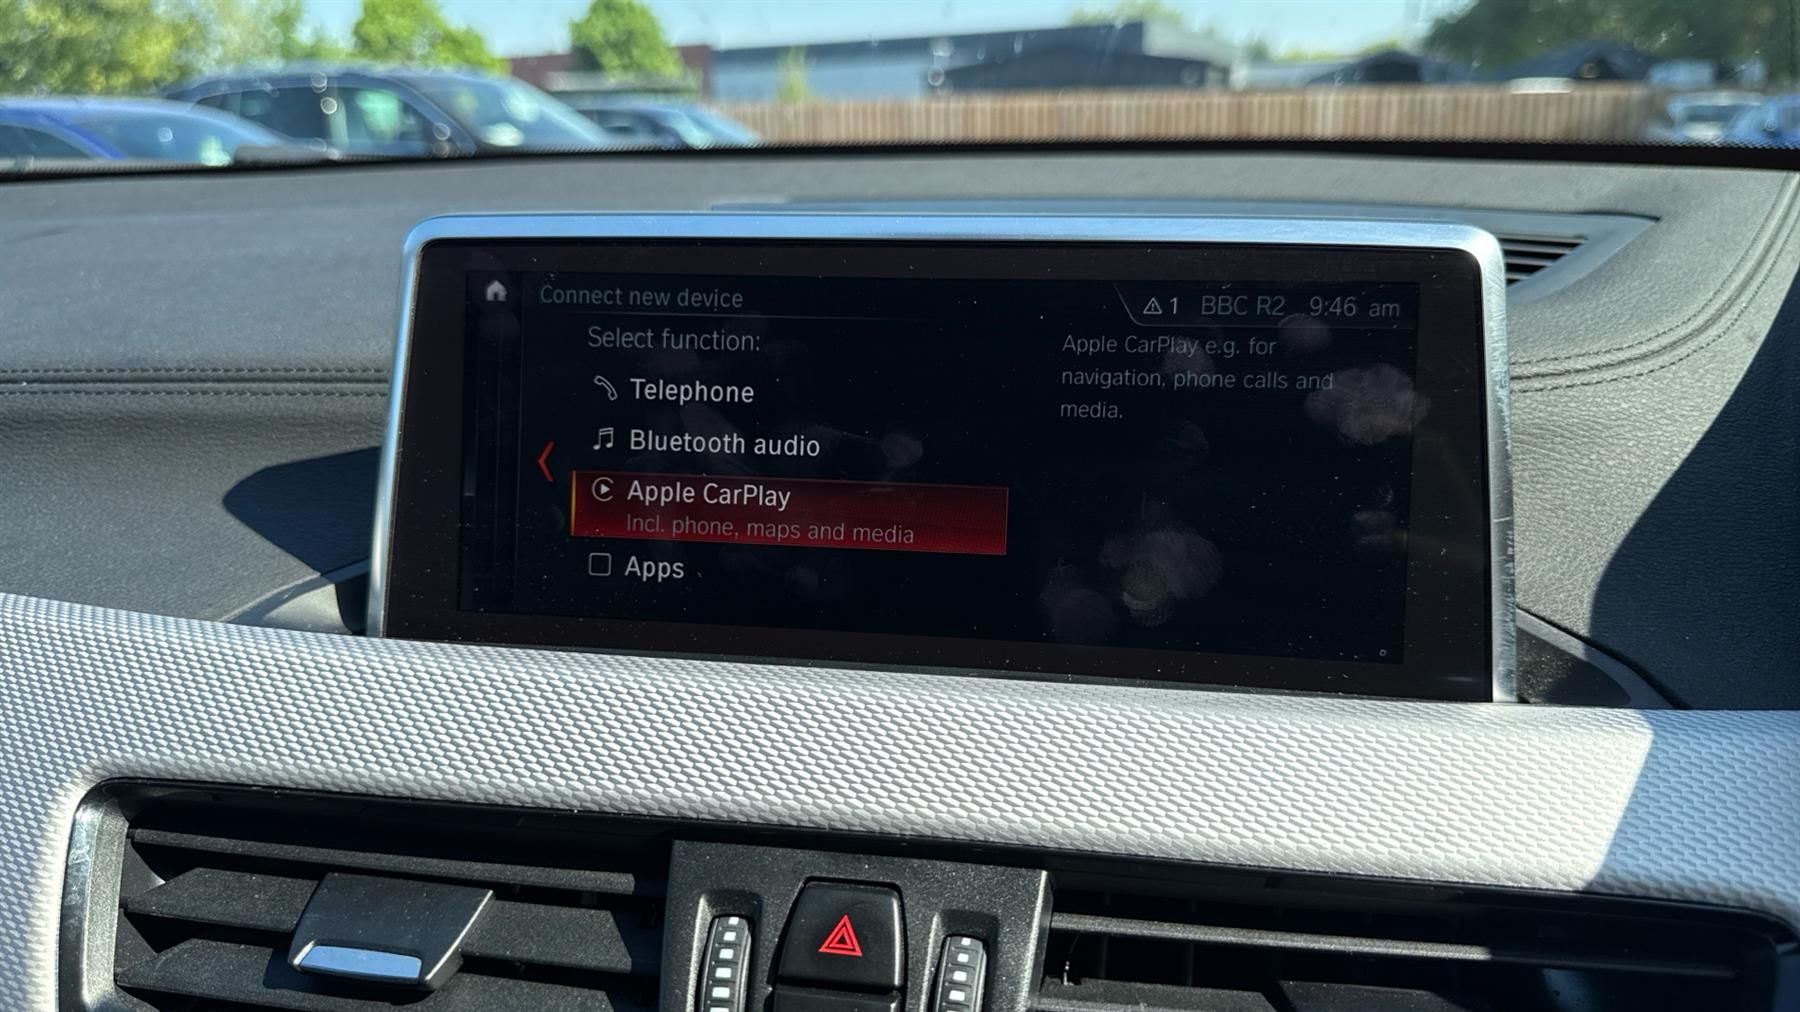 Connect new device
1 BBC R2 9:46 am
Select function:
Telephone
Bluetooth audio
Apple CarPlay
Incl. phone, maps and media
Apps
Apple CarPlay e.g. for
navigation, phone calls and
media.